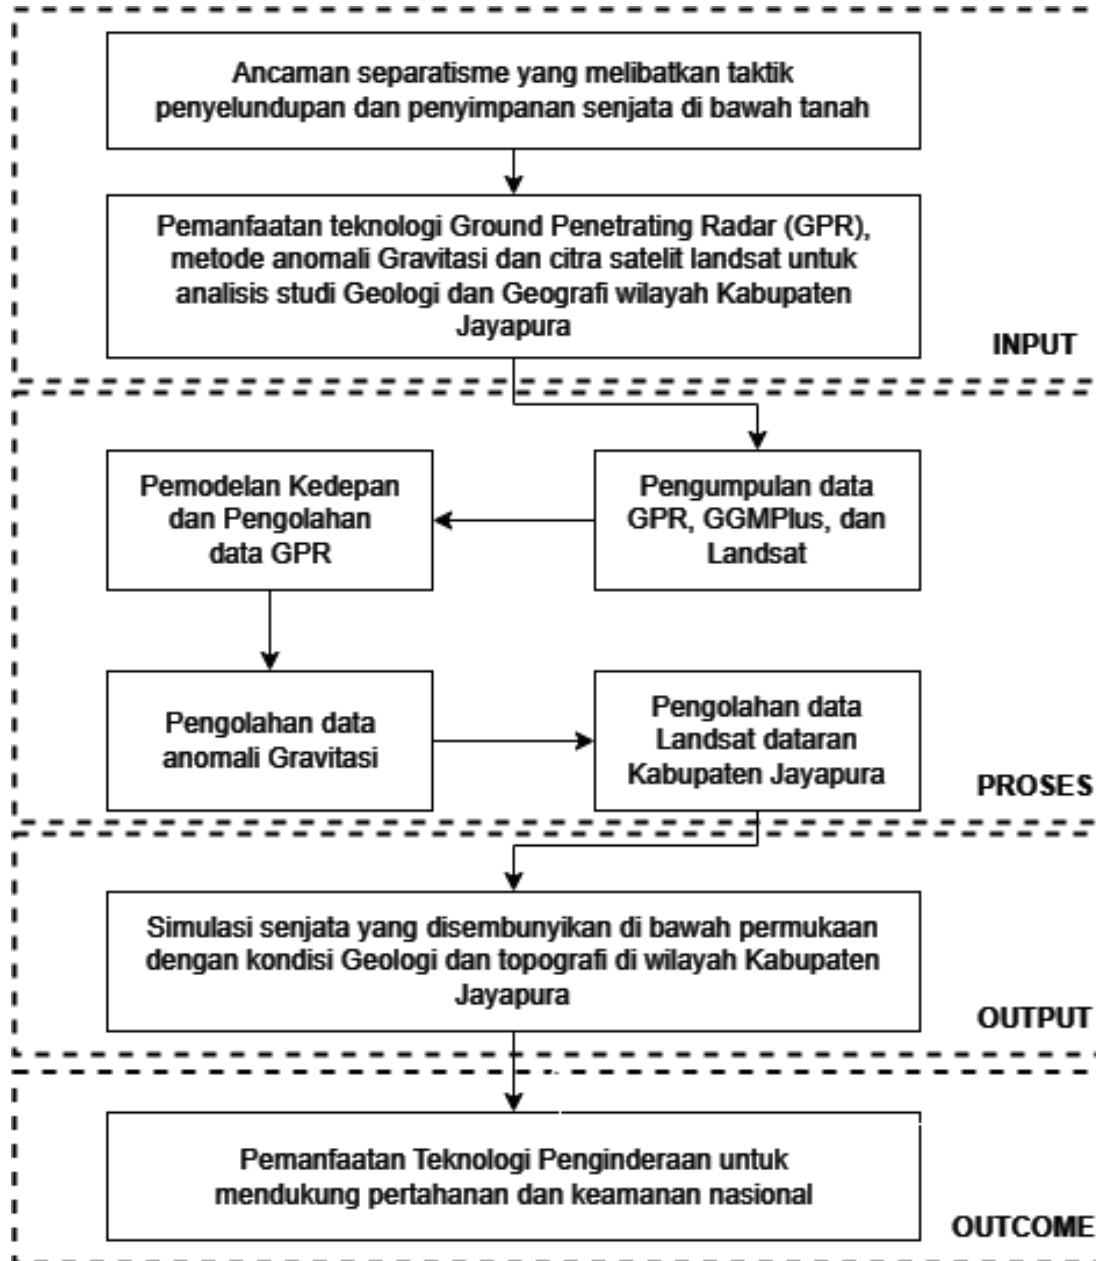 Ancaman separatisme yang melibatkan taktik
penyelundupan dan penyimpanan senjata di bawah tanah
Pemanfaatan teknologi Ground Penetrating Radar (GPR),
metode anomali Gravitasi dan citra satelit landsat untuk
analisis studi Geologi dan Geografi wilayah Kabupaten
Jayapura
INPUT
Pengumpulan data
GPR, GGMPlus, dan
Landsat
Pemodelan Kedepan
dan Pengolahan
data GPR
Pengolahan data
anomali Gravitasi
Pengolahan data
Landsat dataran
Kabupaten Jayapura
PROSES
Simulasi senjata yang disembunyikan di bawah permukaan
dengan kondisi Geologi dan topografi di wilayah Kabupaten
Jayapura
OUTPUT
Pemanfaatan Teknologi Penginderaan untuk
mendukung pertahanan dan keamanan nasional
OUTCOME